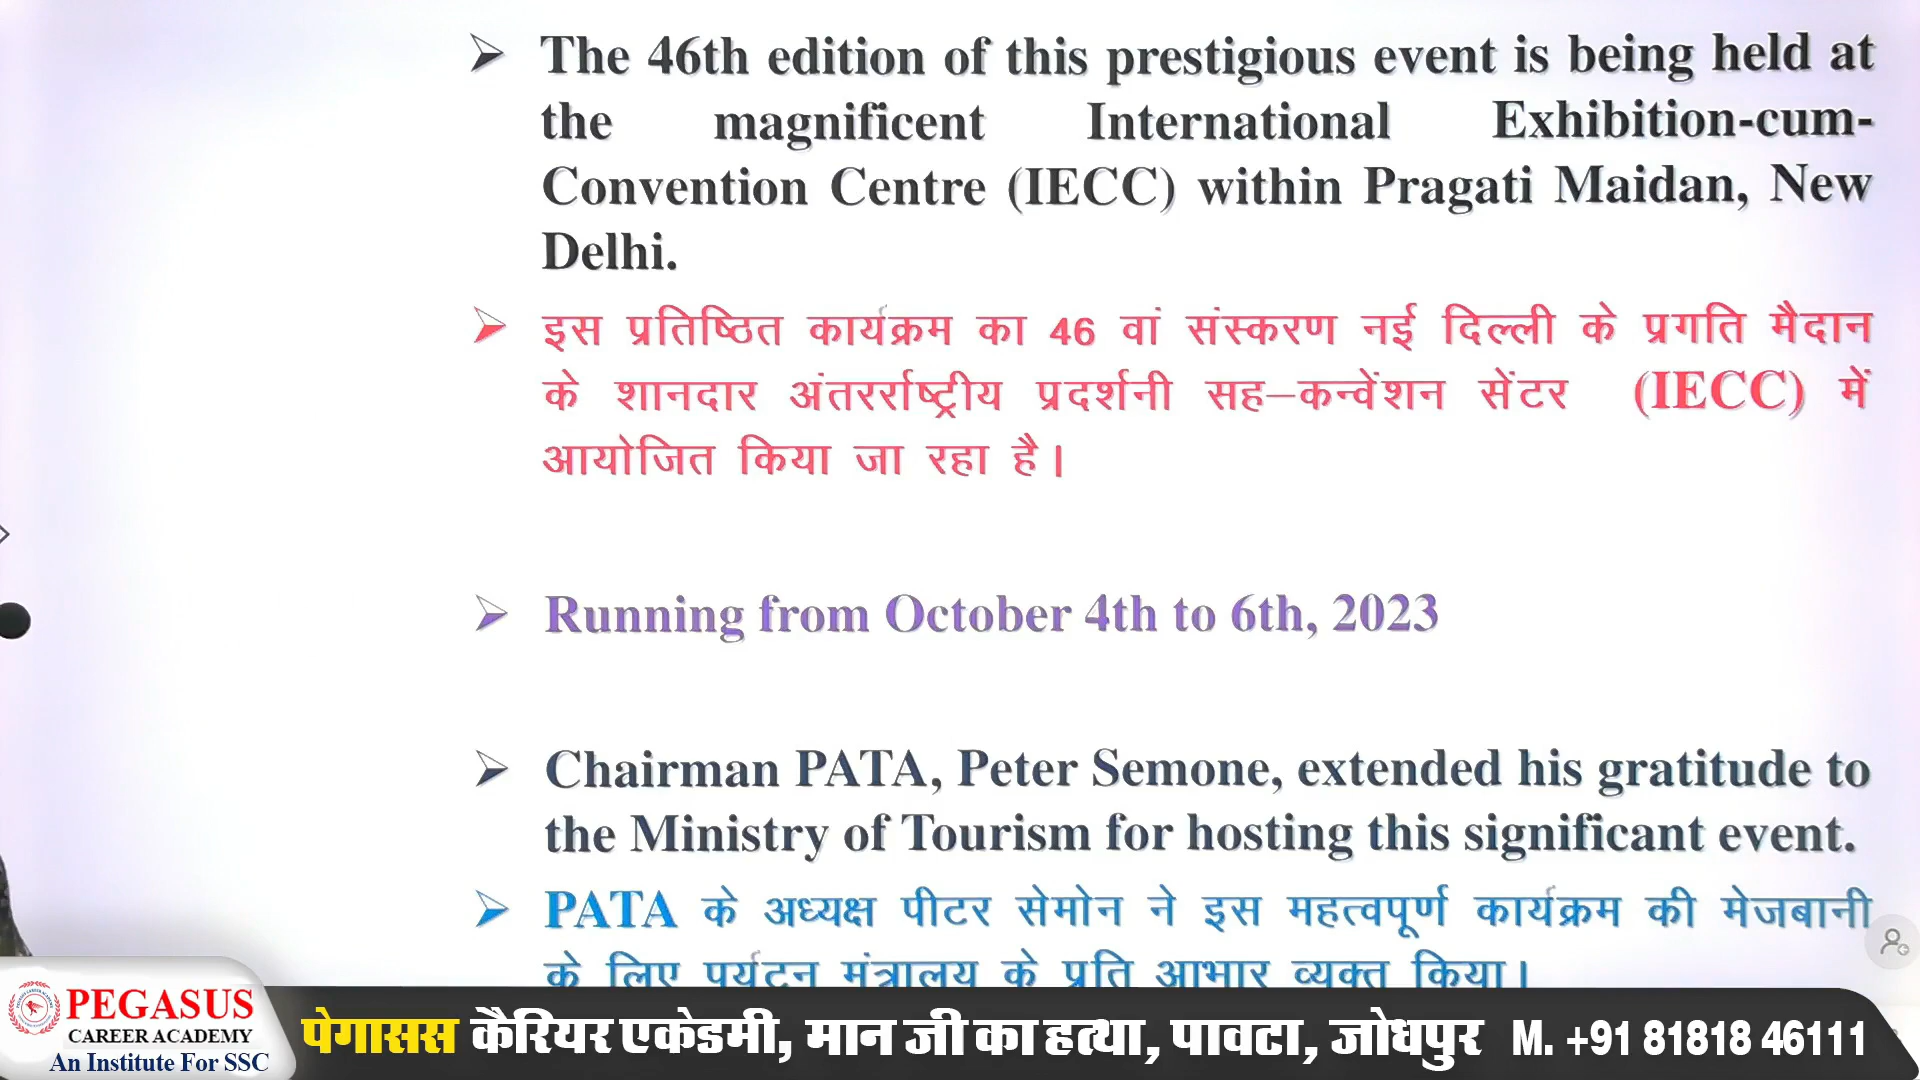 The 46th edition of this prestigious event is being held at
the magnificent International Exhibition-cum-
Convention Centre (IECC) within Pragati Maidan, New
Delhi.
इस प्रतिष्ठित कार्यक्रम का 46 वां संस्करण नई दिल्ली के प्रगति मैदान
के शानदार अंतरर्राष्ट्रीय प्रदर्शनी सह–कन्वेंशन सेंटर (IECC) में
आयोजित किया जा रहा है।
Running from October 4th to 6th, 2023
Chairman PATA, Peter Semone, extended his gratitude to
the Ministry of Tourism for hosting this significant event.
PATA के अध्यक्ष पीटर सेमोन ने इस महत्वपूर्ण कार्यक्रम की मेजबानी
के लिए पर्यटन मंत्रालय के प्रति आभार व्यक्त किया।
PEGASUS
CAREER ACADEMY
An Institute For SSC
पेगासस कैरियर एकेडमी, मान जी का हत्था, पावटा, जोधपुर M. +91 81818 46111